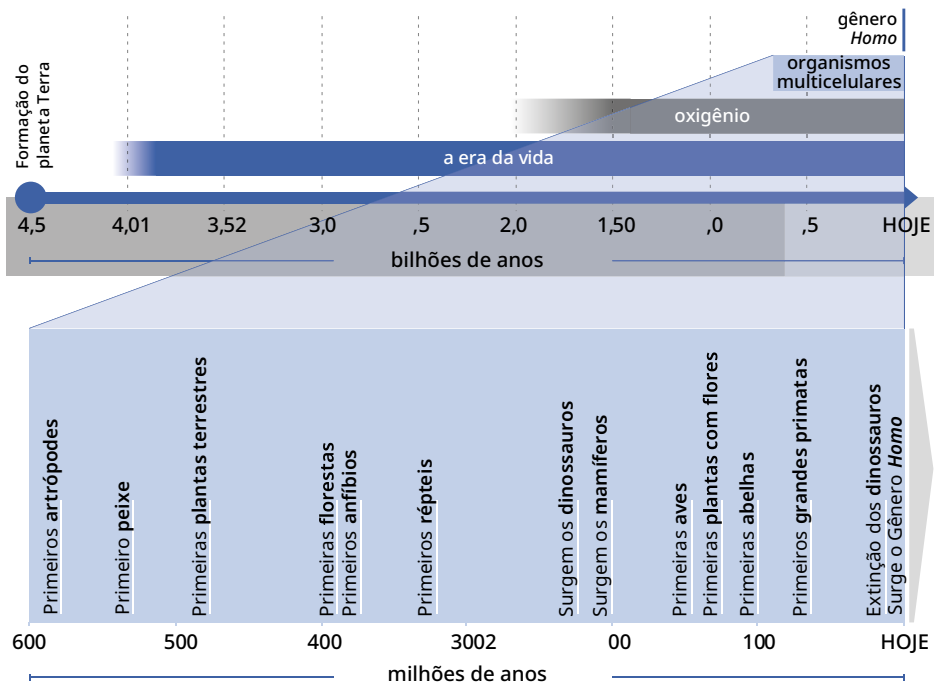 gênero
Homo
organismos
multicelulares
Formação do
planeta Terra
oxigênio
a era da vida
4,5 4,01 3,52 3,0 ,5 2,0 1,50 ,0 ,5 HOJE
bilhões de anos
Primeiros artrópodes
Primeiro peixe
Primeiras plantas terrestres
Primeiras florestas
Primeiros anfíbios
Primeiros répteis
Surgem os dinossauros
Surgem os mamíferos
Primeiras aves
Primeiras plantas com flores
Primeiras abelhas
Primeiros grandes primatas
Extinção dos dinossauros
Surge o Gênero Homo
600 500 400 3002 00 100 HOJE
milhões de anos